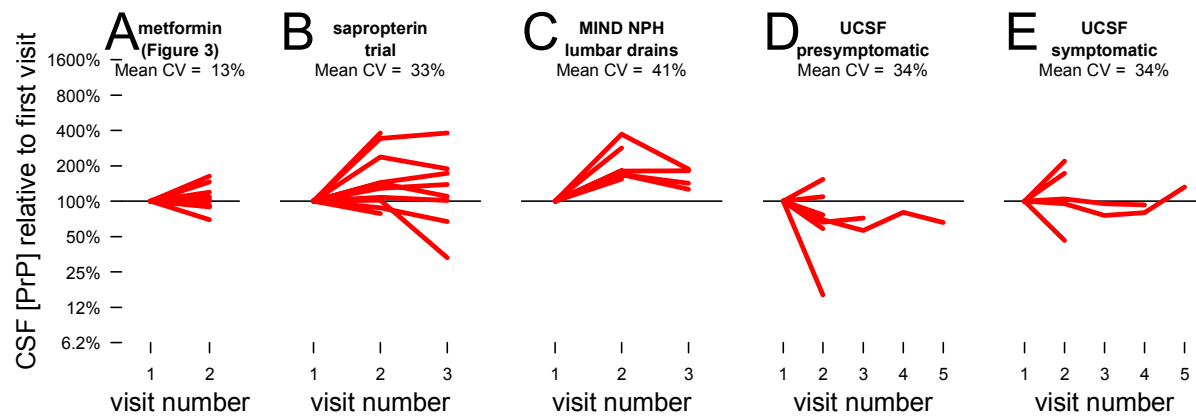 A metformin
(Figure 3)
Mean CV = 13%
B sapropterin
trial
Mean CV = 33%
C MIND NPH
lumbar drains
Mean CV = 41%
D UCSF
presymptomatic
Mean CV = 34%
E UCSF
symptomatic
Mean CV = 34%
CSF [PrP] relative to first visit
1600%
800%
400%
200%
100%
50%
25%
12%
6.2%
1 2
visit number
1 2 3
visit number
1 2 3
visit number
1 2 3 4 5
visit number
1 2 3 4 5
visit number